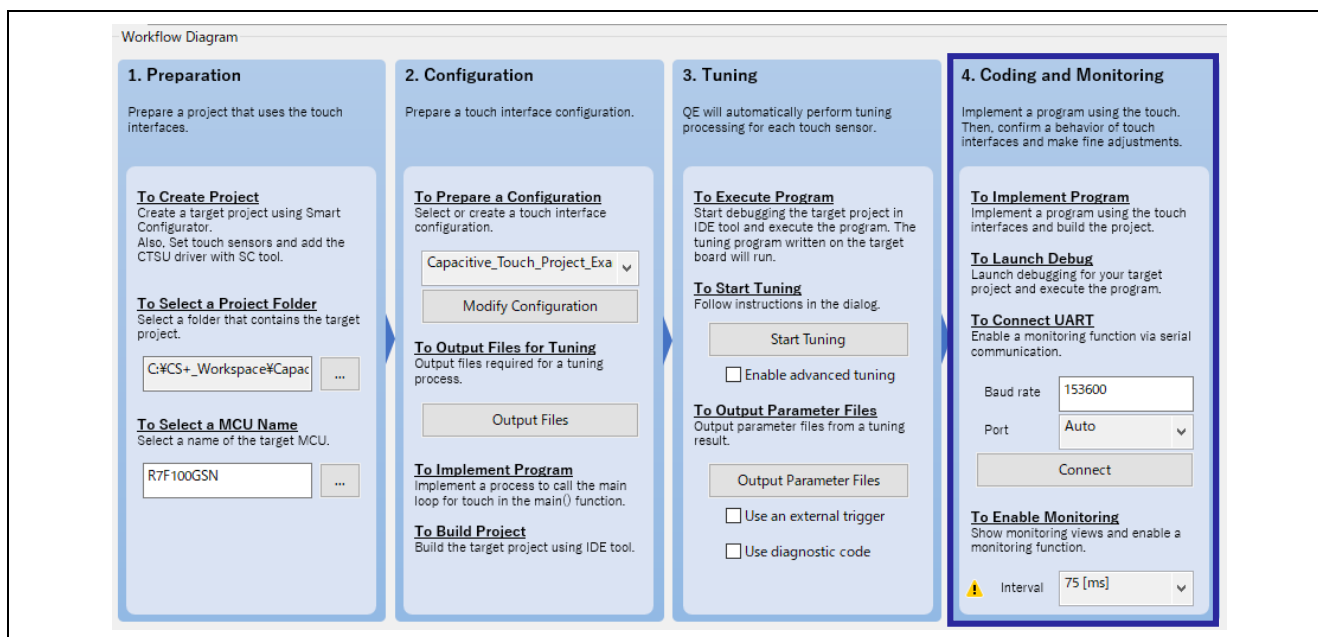 Workflow Diagram
1. Preparation
Prepare a project that uses the touch
interfaces.
To Create Project
Create a target project using Smart
Configurator.
Also, Set touch sensors and add the
CTSU driver with SC tool.
To Select a Project Folder
Select a folder that contains the target
project.
C:¥CS+_Workspace¥Capac
...
To Select a MCU Name
Select a name of the target MCU.
R7F100GSN
...
2. Configuration
Prepare a touch interface configuration.
To Prepare a Configuration
Select or create a touch interface
configuration.
Capacitive_Touch_Project_Exa
Modify Configuration
To Output Files for Tuning
Output files required for a tuning
process.
Output Files
To Implement Program
Implement a process to call the main
loop for touch in the main() function.
To Build Project
Build the target project using IDE tool.
3. Tuning
QE will automatically perform tuning
processing for each touch sensor.
To Execute Program
Start debugging the target project in
IDE tool and execute the program. The
tuning program written on the target
board will run.
To Start Tuning
Follow instructions in the dialog.
Start Tuning
Enable advanced tuning
To Output Parameter Files
Output parameter files from a tuning
result.
Output Parameter Files
Use an external trigger
Use diagnostic code
4. Coding and Monitoring
Implement a program using the touch.
Then, confirm a behavior of touch
interfaces and make fine adjustments.
To Implement Program
Implement a program using the touch
interfaces and build the project.
To Launch Debug
Launch debugging for your target
project and execute the program.
To Connect UART
Enable a monitoring function via serial
communication.
Baud rate 153600
Port Auto
Connect
To Enable Monitoring
Show monitoring views and enable a
monitoring function.
Interval 75 [ms]